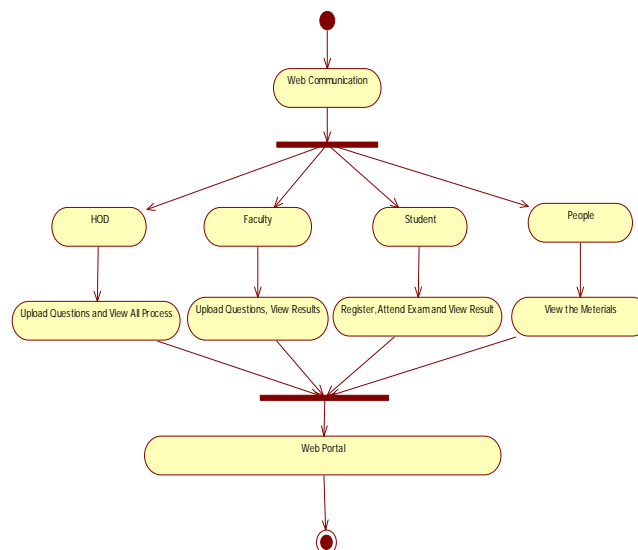 Web Communication
HOD
Faculty
Student
People
Upload Questions and View All Process
Upload Questions, View Results
Register, Attend Exam and View Result
View the Meterials
Web Portal